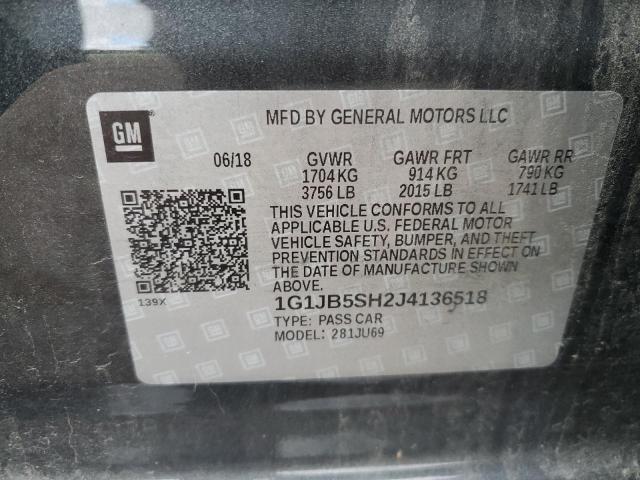 GM
MFD BY GENERAL MOTORS LLC
06/18 GVWR GAWR FRT GAWR RR
1704 KG 914 KG 790 KG
3756 LB 2015 LB 1741 LB
THIS VEHICLE CONFORMS TO ALL
APPLICABLE U.S. FEDERAL MOTOR
VEHICLE SAFETY, BUMPER, AND THEFT
PREVENTION STANDARDS IN EFFECT ON
THE DATE OF MANUFACTURE SHOWN
ABOVE.
139X
1G1JB5SH2J4136518
TYPE: PASS CAR
MODEL: 281JU69